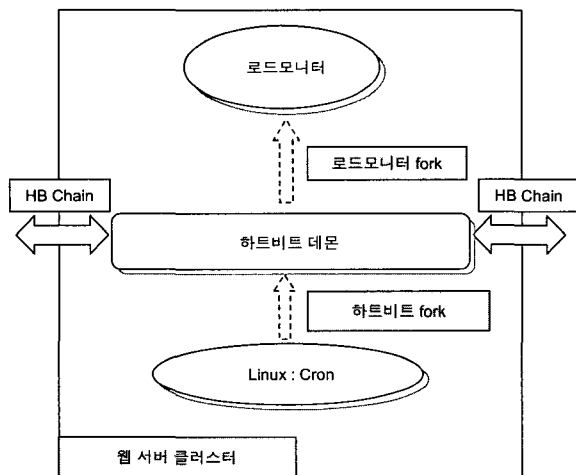 로드모니터
로드모니터 fork
HB Chain
HB Chain
하트비트 데몬
하트비트 fork
Linux : Cron
웹 서버 클러스터